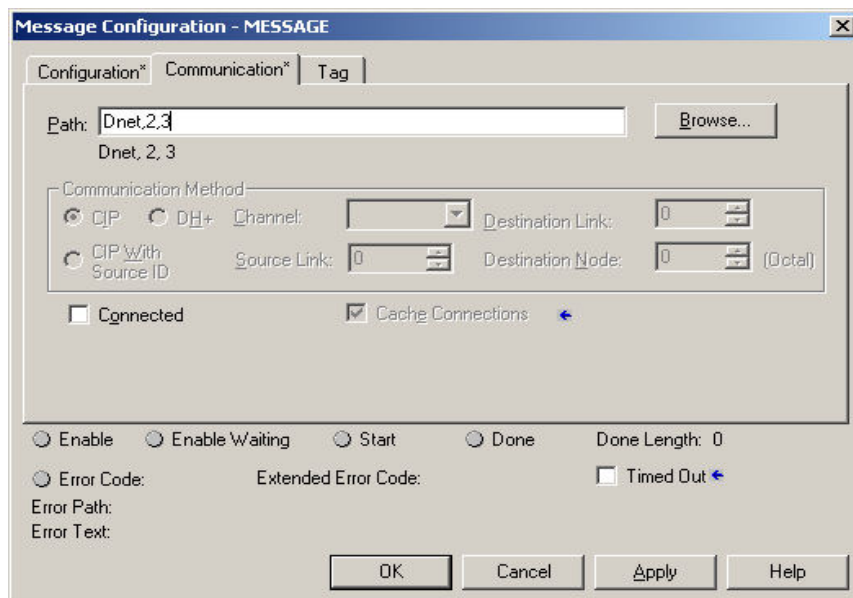 Message Configuration - MESSAGE
Configuration* Communication* Tag
Path: Dnet,2,3 Browse...
Dnet, 2, 3
Communication Method
CIP DH+ Channel: Destination Link: 0
CIP With Source ID Source Link: 0 Destination Node: 0 (Octal)
Connected Cache Connections
Enable Enable Waiting Start Done Done Length: 0
Error Code: Extended Error Code: Timed Out
Error Path:
Error Text:
OK Cancel Apply Help